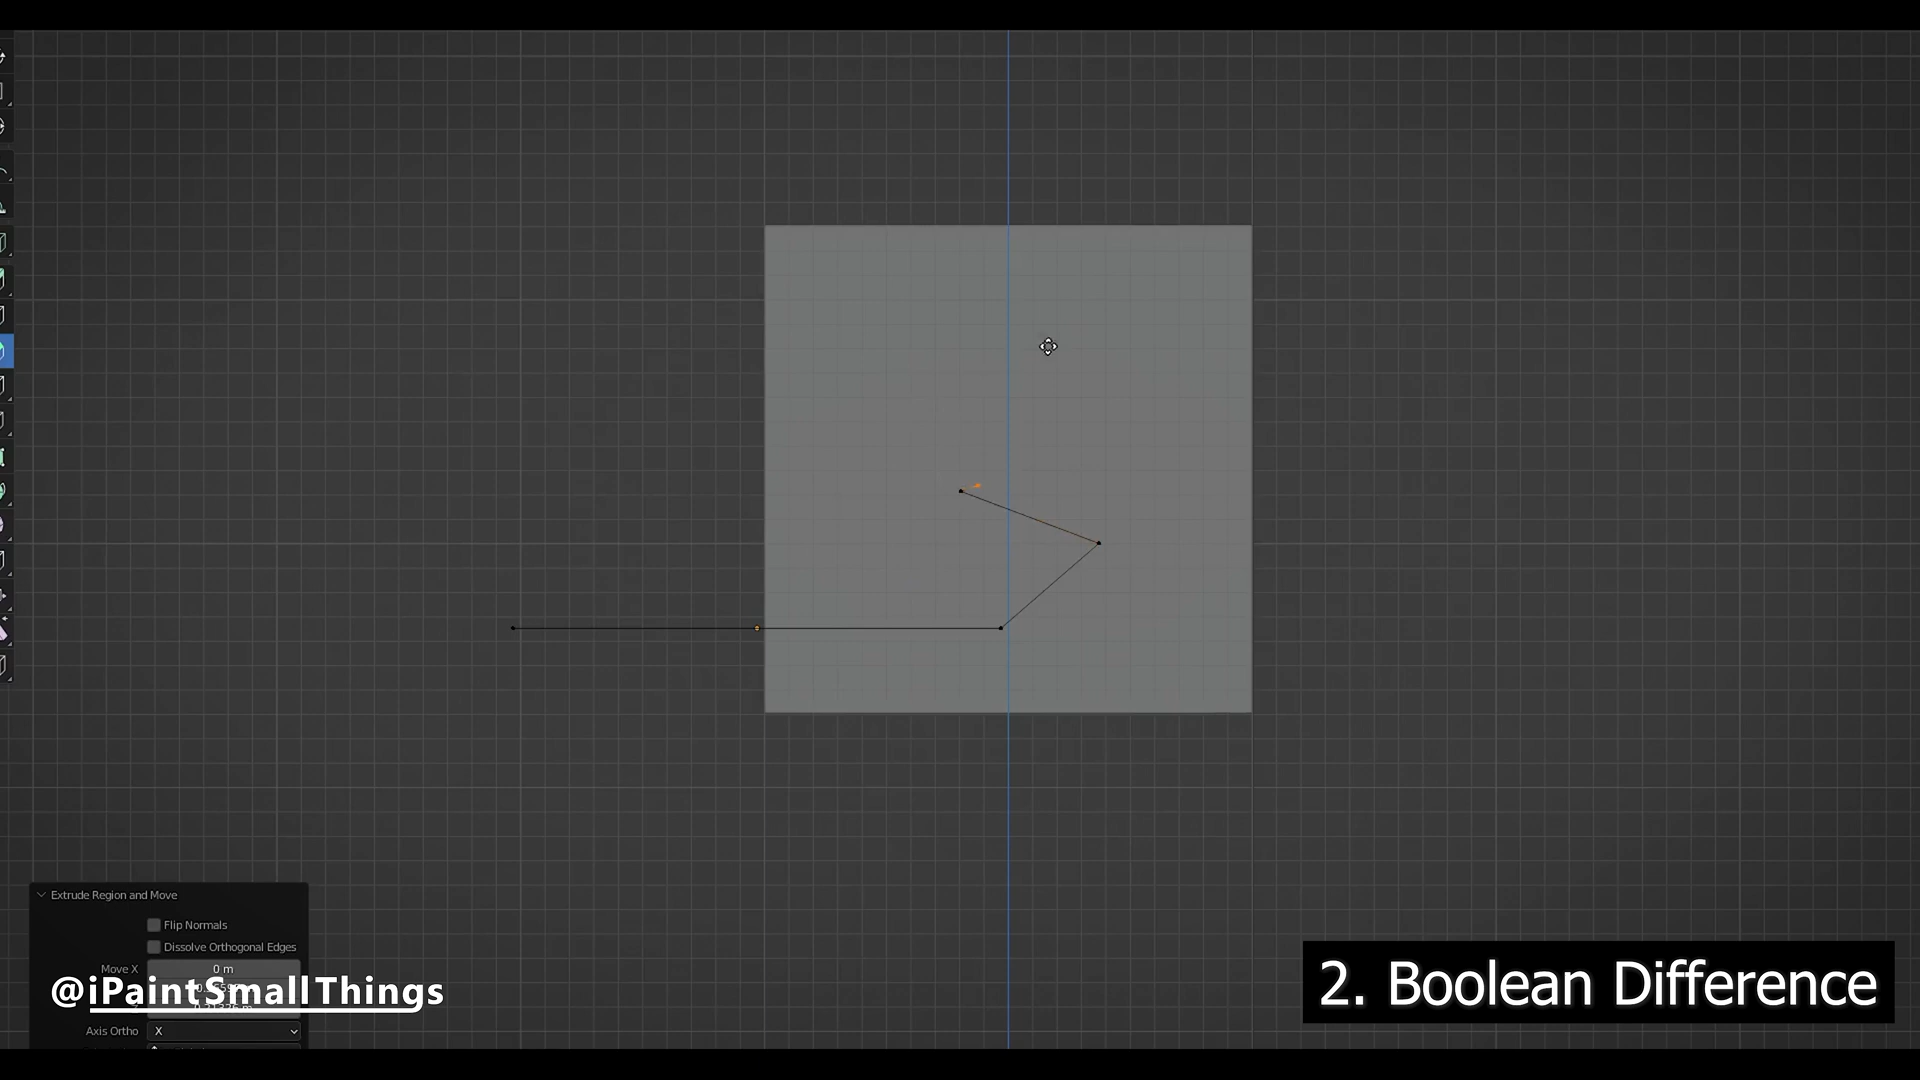 Extrude Region and Move
Flip Normals
Dissolve Orthogonal Edges
Move X 0 m
@iPaintSmallThings
Axis Ortho X
2. Boolean Difference